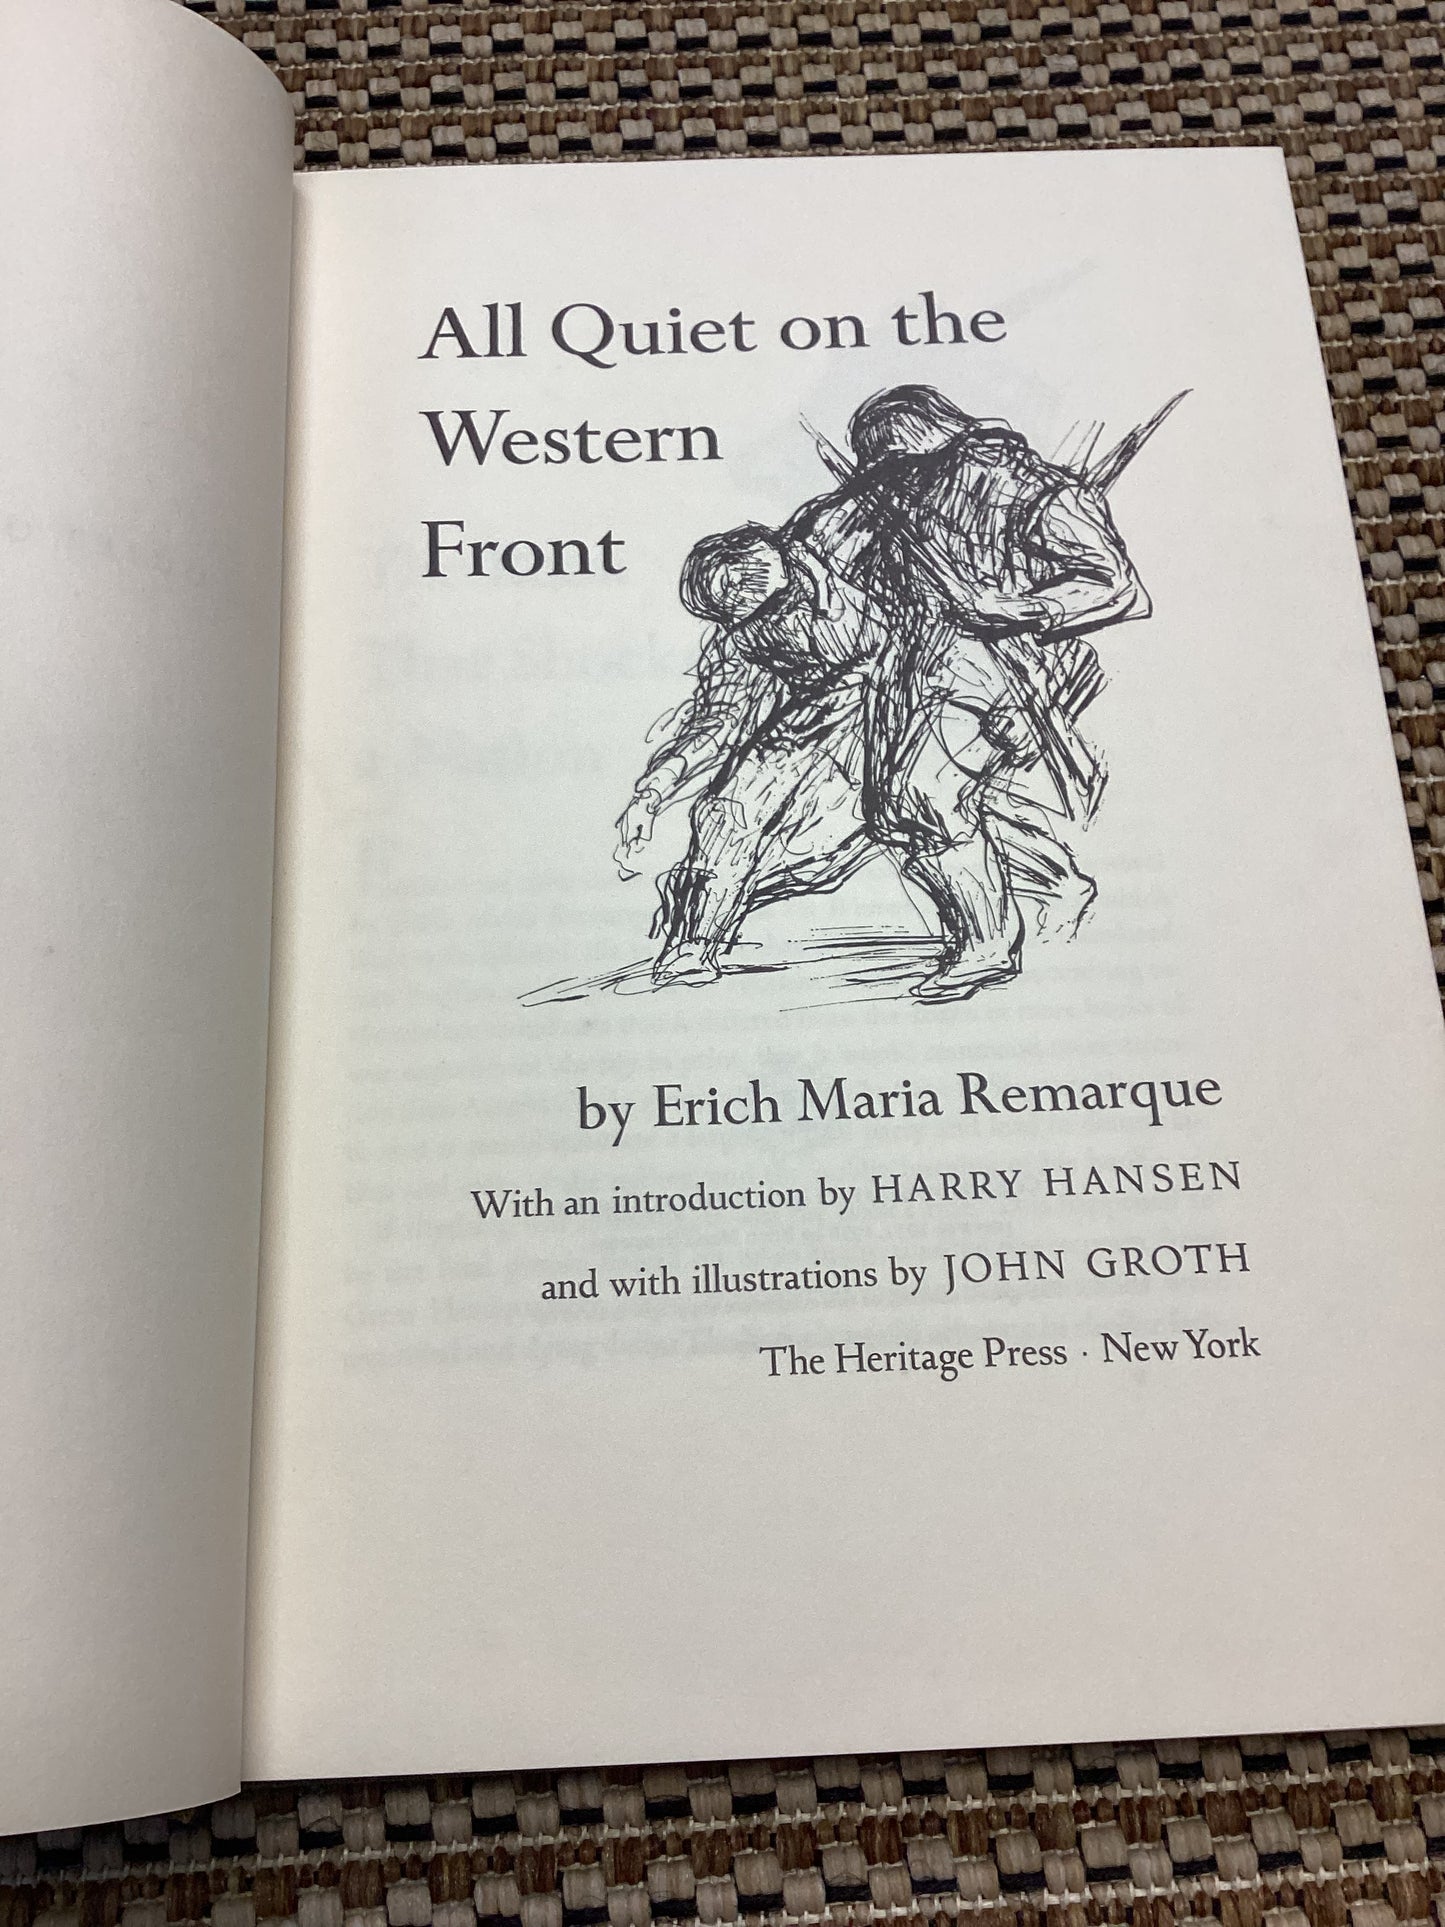 All Quiet on the
Western
Front
by Erich Maria Remarque
With an introduction by HARRY HANSEN
and with illustrations by JOHN GROTH
The Heritage Press · New York